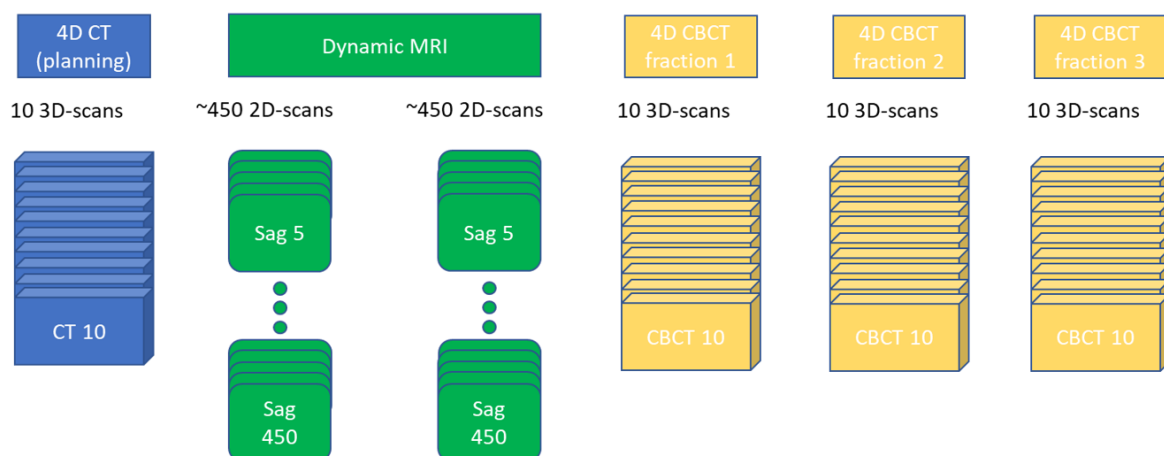 4D CT
(planning)
Dynamic MRI
4D CBCT
fraction 1
4D CBCT
fraction 2
4D CBCT
fraction 3
10 3D-scans
~450 2D-scans
~450 2D-scans
10 3D-scans
10 3D-scans
10 3D-scans
Sag 5
Sag 5
CT 10
CBCT 10
CBCT 10
CBCT 10
Sag
450
Sag
450